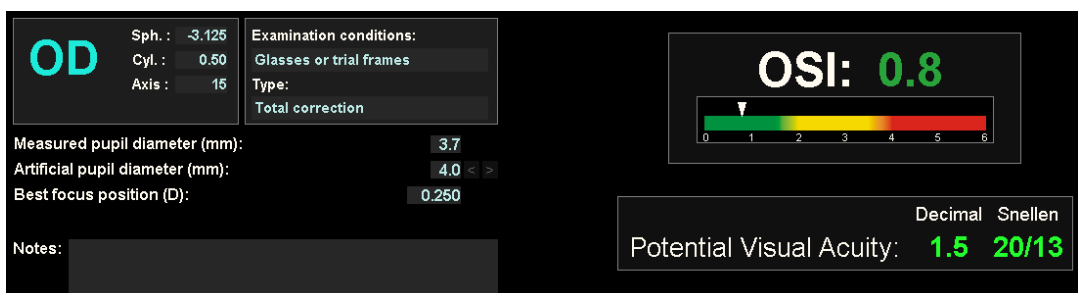 OD
Sph. : -3.125
Cyl. : 0.50
Axis : 15
Examination conditions:
Glasses or trial frames
Type:
Total correction
Measured pupil diameter (mm): 3.7
Artificial pupil diameter (mm): 4.0 < >
Best focus position (D): 0.250
Notes:
OSI: 0.8
0 1 2 3 4 5 6
Decimal Snellen
Potential Visual Acuity: 1.5 20/13